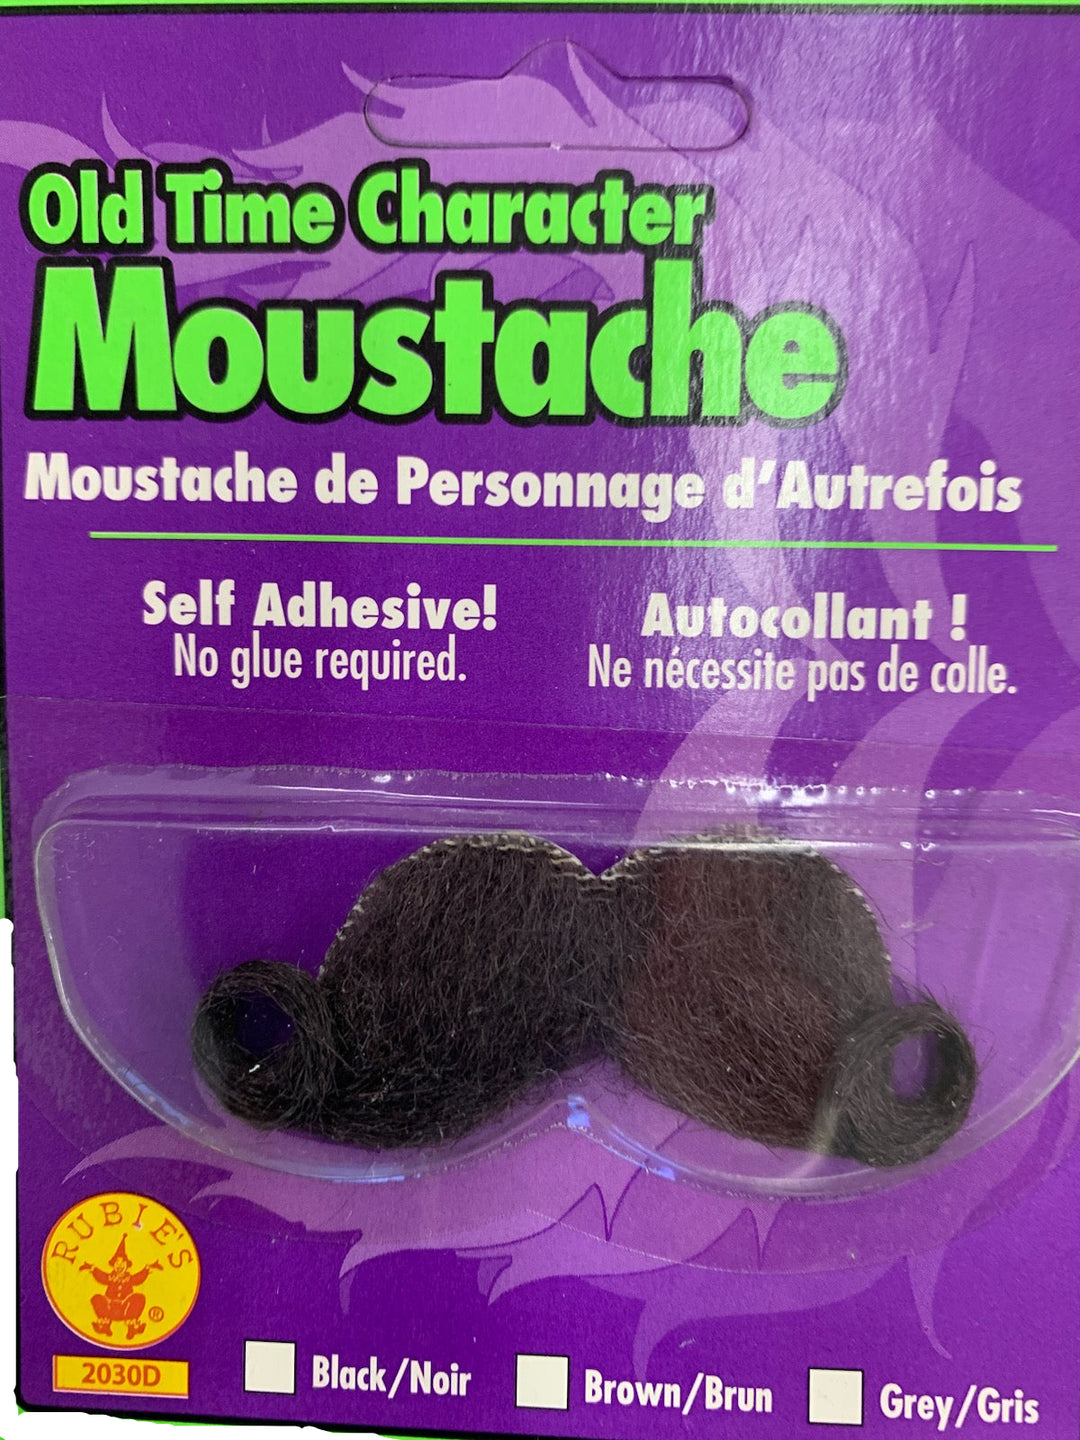 Old Time Character
Moustache
Moustache de Personnage d'Autrefois
Self Adhesive!
No glue required.
Autocollant !
Ne nécessite pas de colle.
RUBIE'S
®
2030D
Black/Noir
Brown/Brun
Grey/Gris